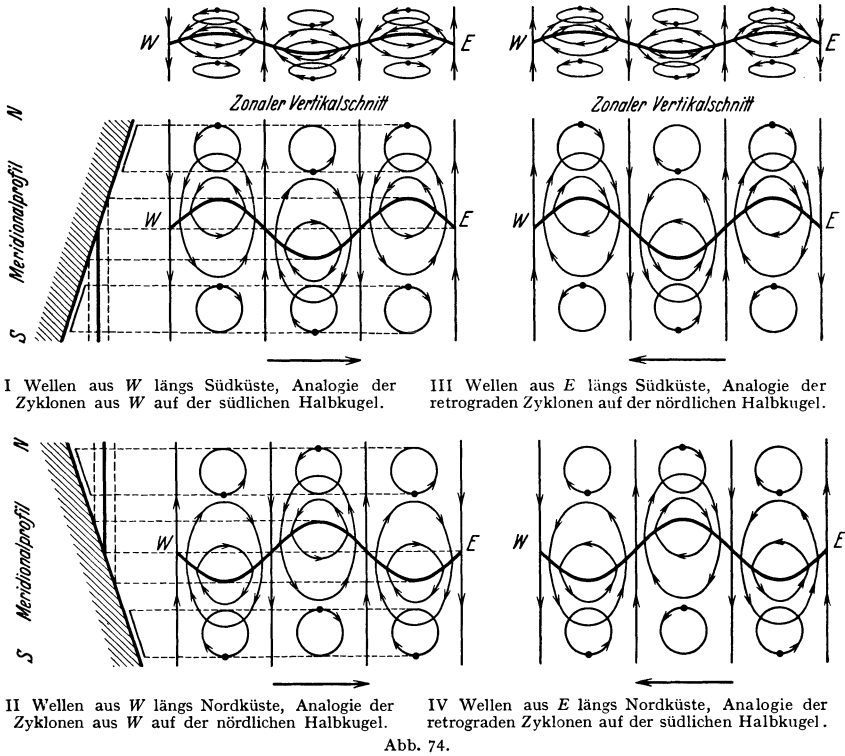 W E W E
Zonaler Vertikalschnitt Zonaler Vertikalschnitt
N
Meridionalprofil
S
W E W E
I Wellen aus W längs Südküste, Analogie der
Zyklonen aus W auf der südlichen Halbkugel.
III Wellen aus E längs Südküste, Analogie der
retrograden Zyklonen auf der nördlichen Halbkugel.
N
Meridionalprofil
S
W E W E
II Wellen aus W längs Nordküste, Analogie der
Zyklonen aus W auf der nördlichen Halbkugel.
IV Wellen aus E längs Nordküste, Analogie der
retrograden Zyklonen auf der südlichen Halbkugel.
Abb. 74.